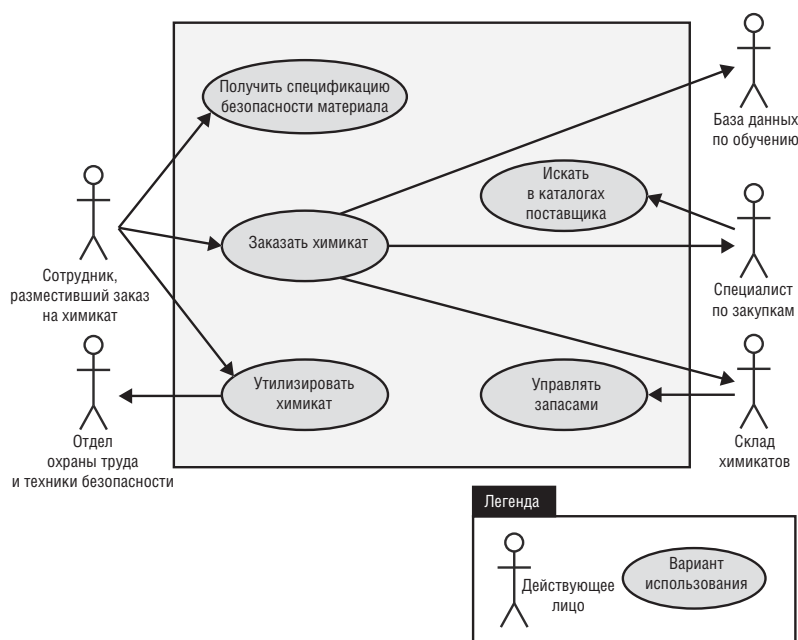 Получить спецификацию
безопасности материала
База данных
по обучению
Искать
в каталогах
поставщика
Заказать химикат
Сотрудник,
разместивший заказ
на химикат
Специалист
по закупкам
Утилизировать
химикат
Управлять
запасами
Отдел
охраны труда
и техники безопасности
Склад
химикатов
Легенда
Действующее
лицо
Вариант
использования